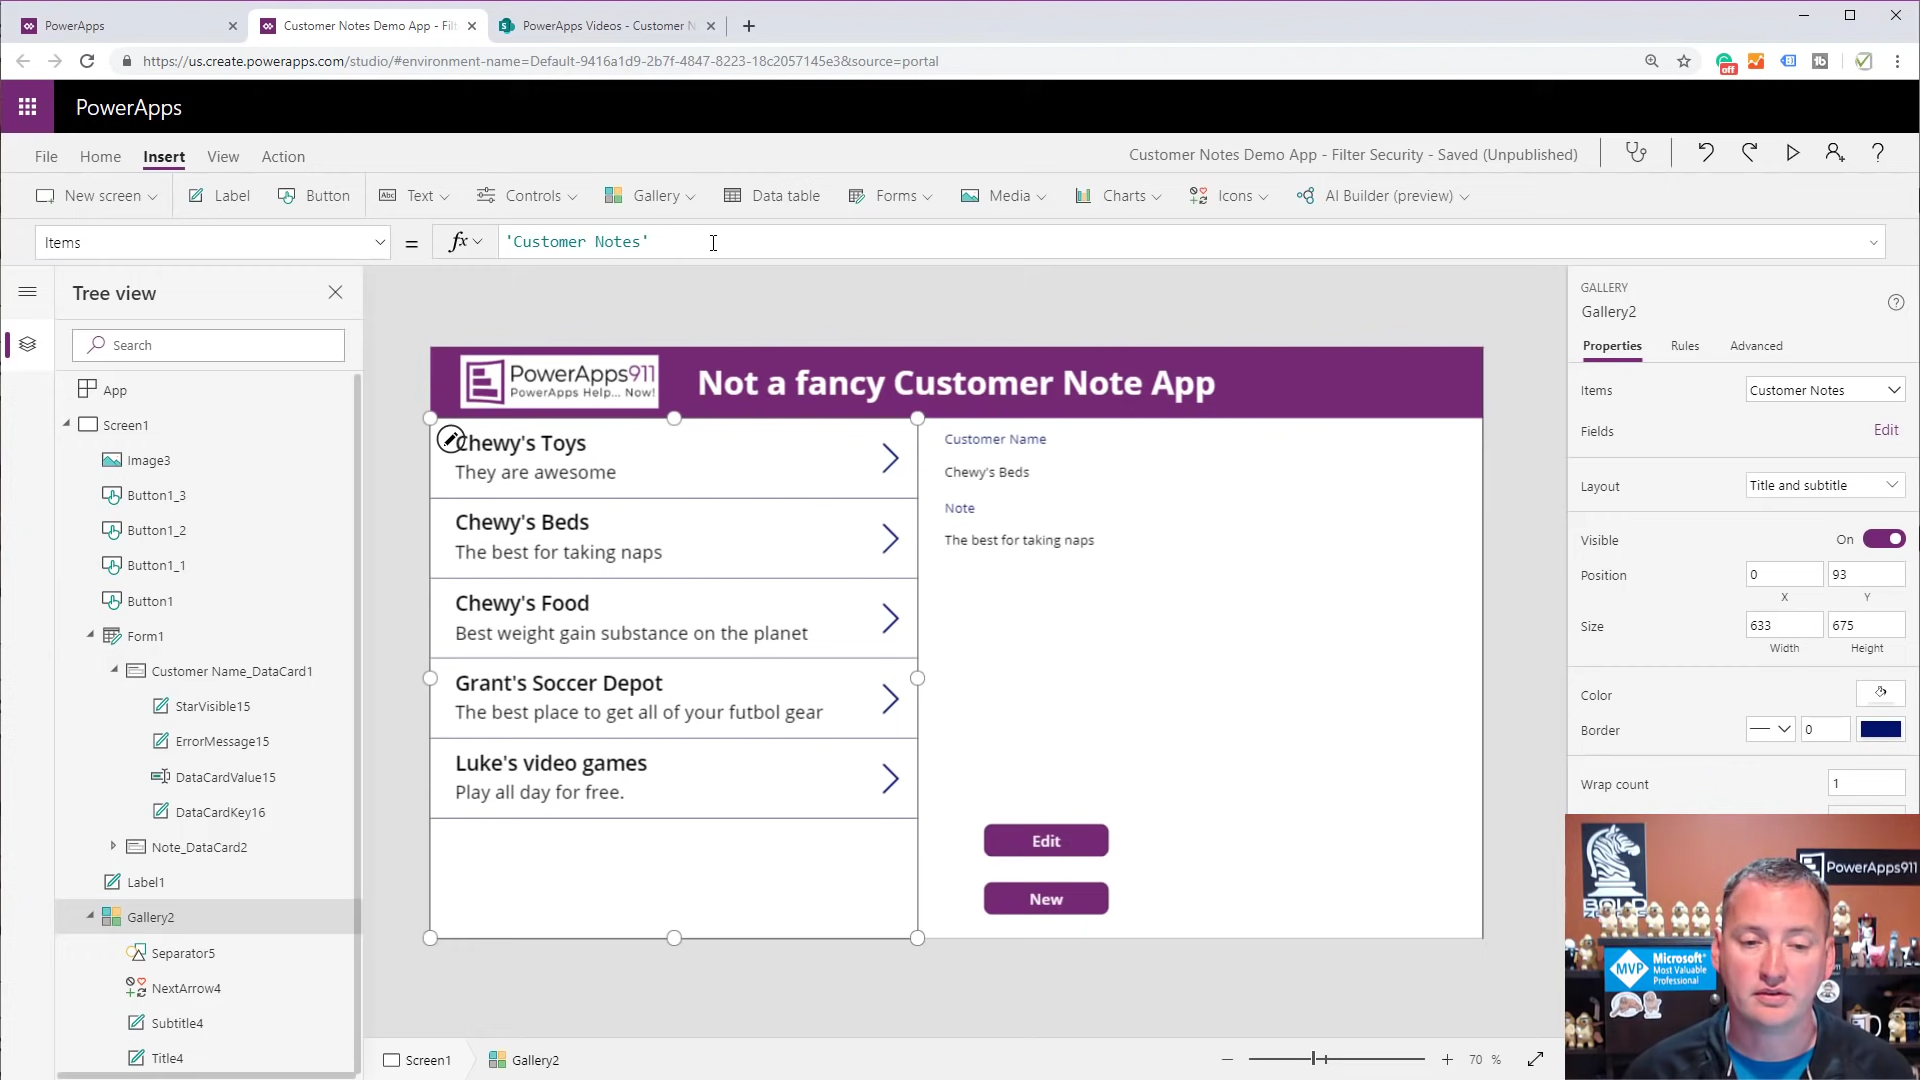 PowerApps
Customer Notes Demo App - Filt
PowerApps Videos - Customer N
https://us.create.powerapps.com/studio/#environment-name=Default-9416a1d9-2b7f-4847-8223-18c2057145e3&source=portal
off
PowerApps
File Home Insert View Action
Customer Notes Demo App - Filter Security - Saved (Unpublished)
New screen Label Button Abc Text Controls Gallery Data table Forms Media Charts Icons AI Builder (preview)
Items = fx 'Customer Notes'
Tree view
Search
App
Screen1
Image3
Button1_3
Button1_2
Button1_1
Button1
Form1
Customer Name_DataCard1
StarVisible15
ErrorMessage15
DataCardValue15
DataCardKey16
Note_DataCard2
Label1
Gallery2
Separator5
NextArrow4
Subtitle4
Title4
PowerApps911
PowerApps Help... Now!
Not a fancy Customer Note App
Chewy's Toys
They are awesome
Chewy's Beds
The best for taking naps
Chewy's Food
Best weight gain substance on the planet
Grant's Soccer Depot
The best place to get all of your futbol gear
Luke's video games
Play all day for free.
Customer Name
Chewy's Beds
Note
The best for taking naps
Edit
New
Screen1 Gallery2
70 %
GALLERY
Gallery2
Properties Rules Advanced
Items Customer Notes
Fields Edit
Layout Title and subtitle
Visible On
Position 0 93
X Y
Size 633 675
Width Height
Color
Border 0
Wrap count 1
PowerApps911
BOLD
MVP Microsoft
Most Valuable
Professional